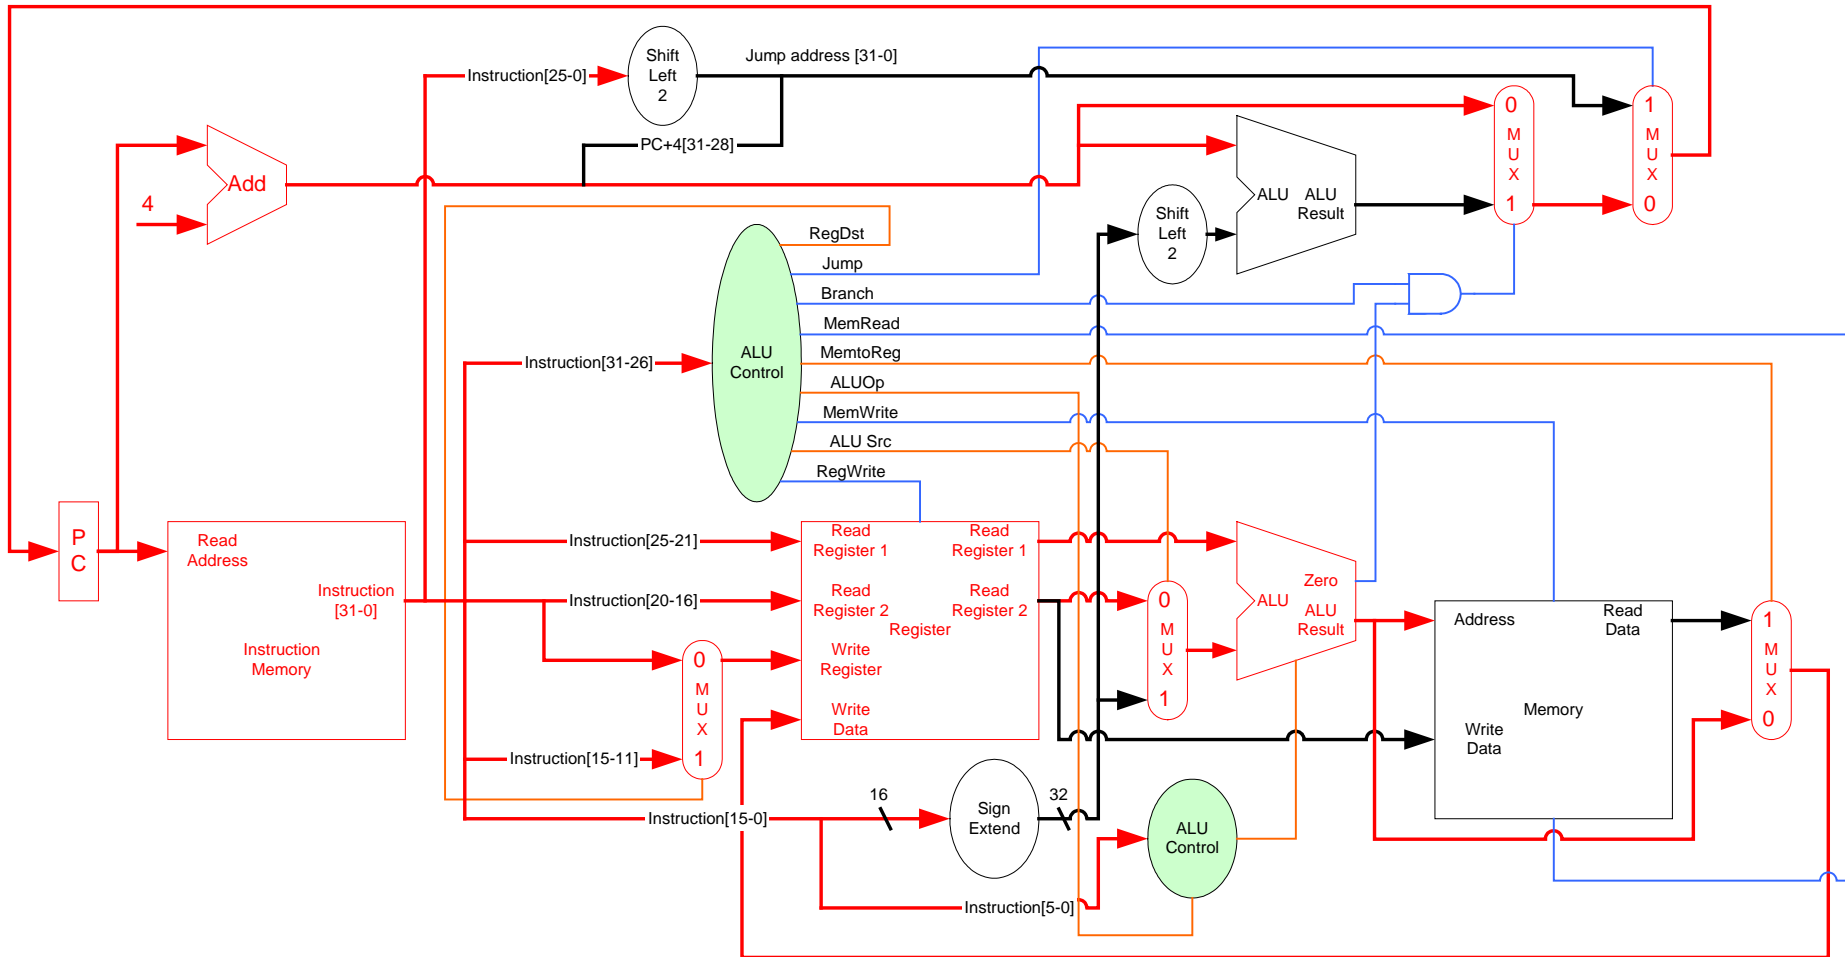 Shift
Left
2
Jump address [31-0]
Instruction[25-0]
PC+4[31-28]
Add
4
0
M
U
X
1
1
M
U
X
0
ALU
ALU
Result
Shift
Left
2
RegDst
Jump
Branch
MemRead
MemtoReg
ALUOp
MemWrite
ALU Src
RegWrite
ALU
Control
Instruction[31-26]
P
C
Read
Address
Instruction
[31-0]
Instruction
Memory
Instruction[25-21]
Instruction[20-16]
Instruction[15-11]
Instruction[15-0]
0
M
U
X
1
Read
Register 1
Read
Register 1
Read
Register 2
Read
Register 2
Register
Write
Register
Write
Data
0
M
U
X
1
Zero
ALU
ALU
Result
Address
Read
Data
Memory
Write
Data
1
M
U
X
0
16
Sign
Extend
32
ALU
Control
Instruction[5-0]